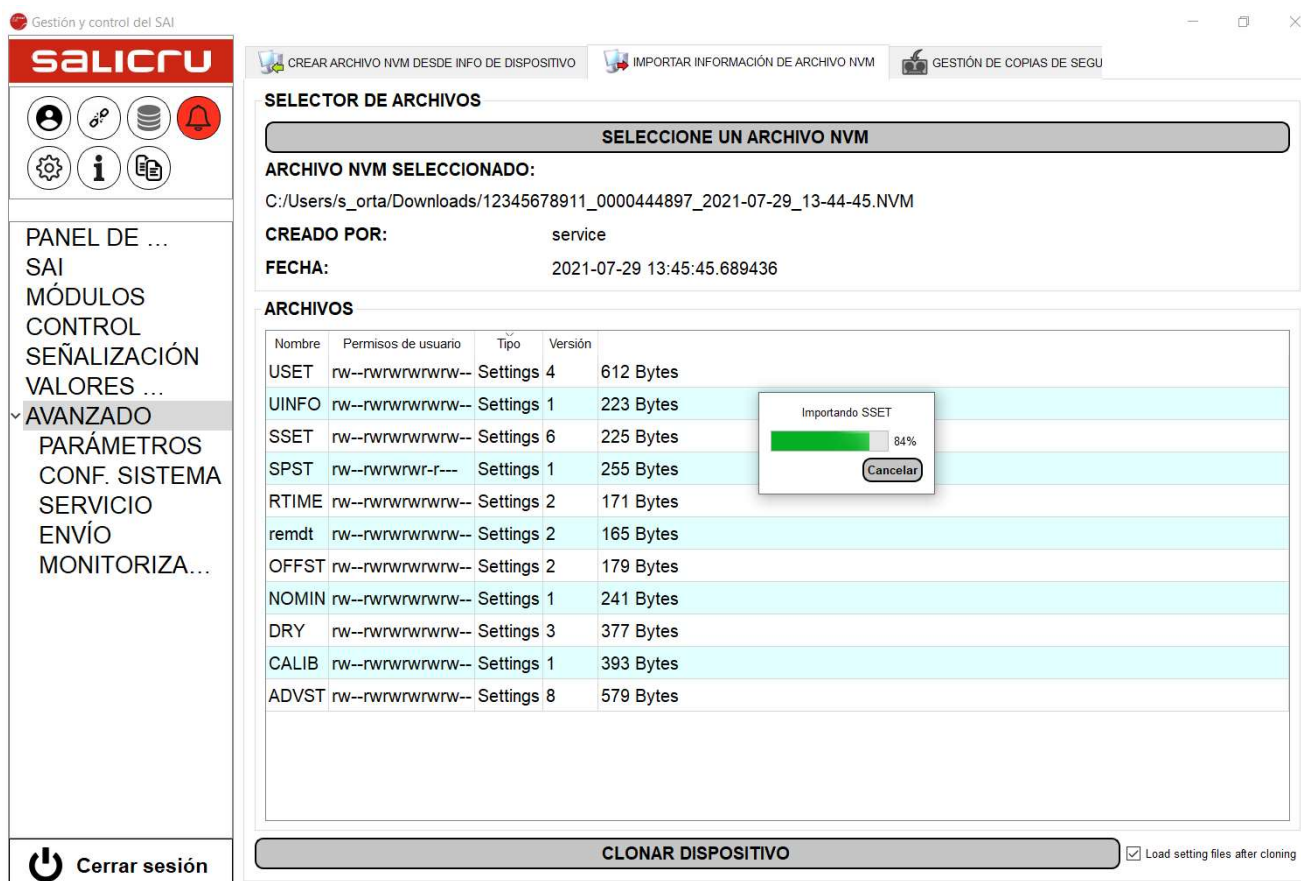 Gestión y control del SAI
salicru
CREAR ARCHIVO NVM DESDE INFO DE DISPOSITIVO
IMPORTAR INFORMACIÓN DE ARCHIVO NVM
GESTIÓN DE COPIAS DE SEGU
SELECTOR DE ARCHIVOS
SELECCIONE UN ARCHIVO NVM
ARCHIVO NVM SELECCIONADO:
C:/Users/s_orta/Downloads/12345678911_0000444897_2021-07-29_13-44-45.NVM
CREADO POR: service
FECHA: 2021-07-29 13:45:45.689436
PANEL DE ...
SAI
MÓDULOS
CONTROL
SEÑALIZACIÓN
VALORES ...
AVANZADO
PARÁMETROS
CONF. SISTEMA
SERVICIO
ENVÍO
MONITORIZA...
Cerrar sesión
ARCHIVOS
Nombre Permisos de usuario Tipo Versión
USET rw--rwrwrwrwrw-- Settings 4 612 Bytes
UINFO rw--rwrwrwrwrw-- Settings 1 223 Bytes
SSET rw--rwrwrwrwrw-- Settings 6 225 Bytes
SPST rw--rwrwrwr-r--- Settings 1 255 Bytes
RTIME rw--rwrwrwrwrw-- Settings 2 171 Bytes
remdt rw--rwrwrwrwrw-- Settings 2 165 Bytes
OFFST rw--rwrwrwrwrw-- Settings 2 179 Bytes
NOMIN rw--rwrwrwrwrw-- Settings 1 241 Bytes
DRY rw--rwrwrwrwrw-- Settings 3 377 Bytes
CALIB rw--rwrwrwrwrw-- Settings 1 393 Bytes
ADVST rw--rwrwrwrwrw-- Settings 8 579 Bytes
Importando SSET
84%
Cancelar
CLONAR DISPOSITIVO
Load setting files after cloning